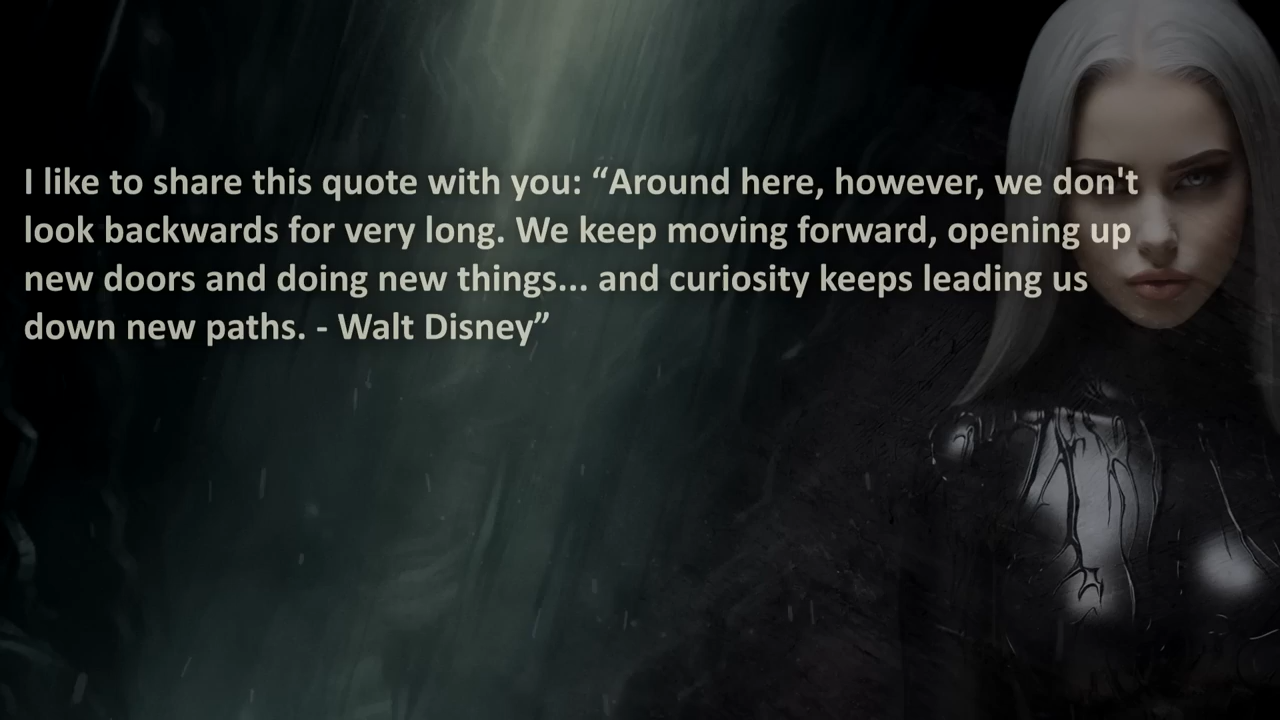 I like to share this quote with you: “Around here, however, we don't
look backwards for very long. We keep moving forward, opening up
new doors and doing new things... and curiosity keeps leading us
down new paths. - Walt Disney”